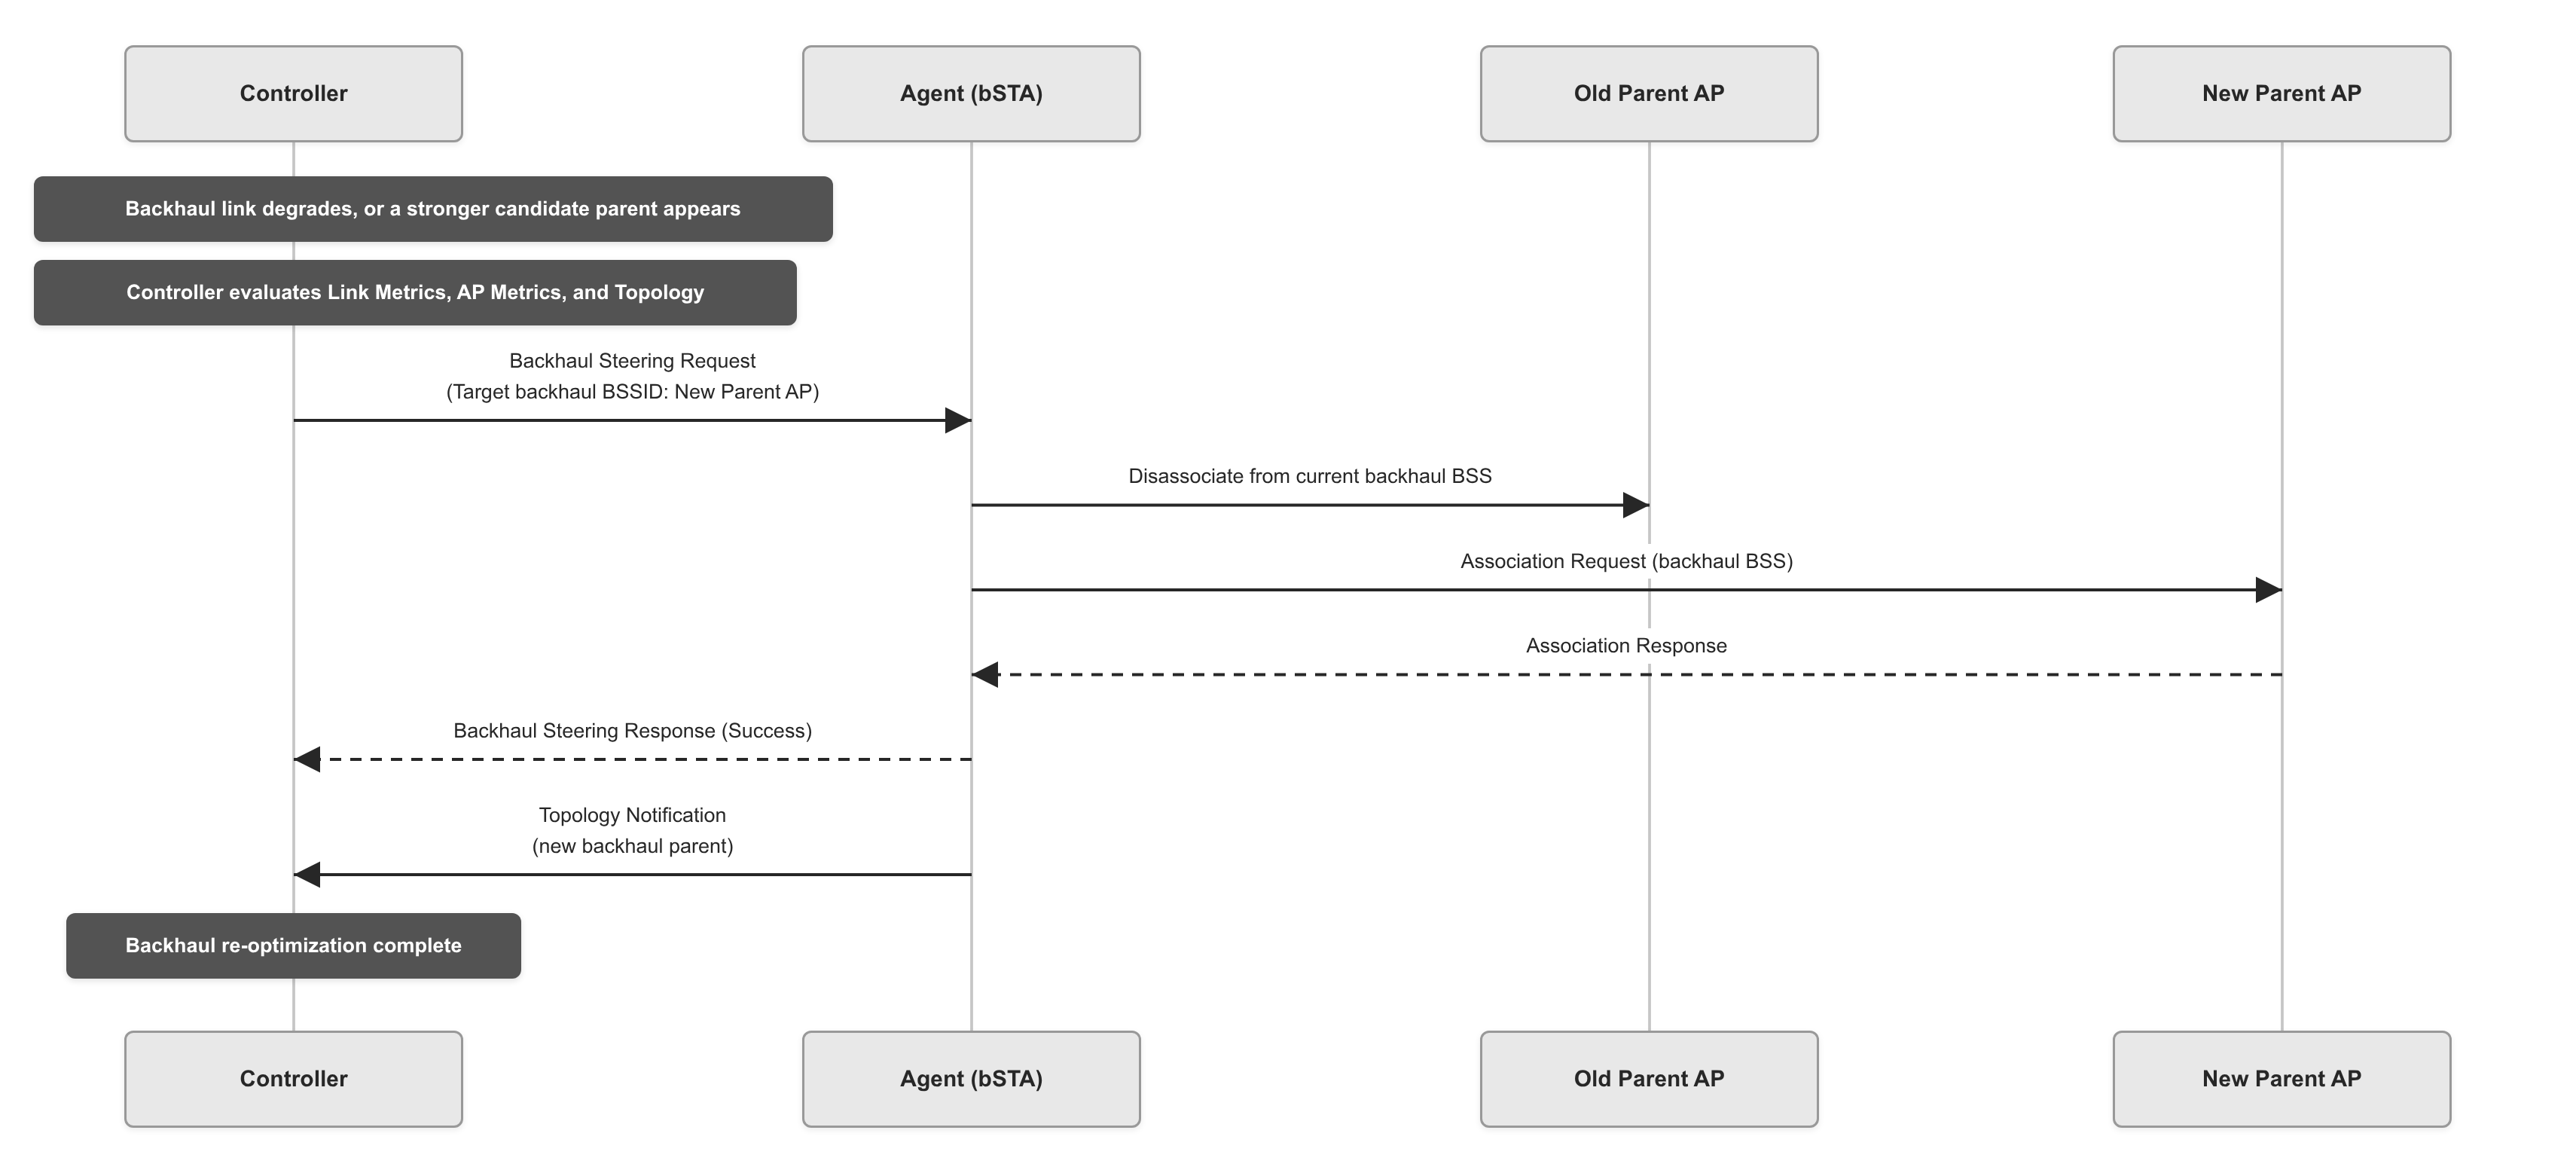 Controller
Agent (bSTA)
Old Parent AP
New Parent AP
Backhaul link degrades, or a stronger candidate parent appears
Controller evaluates Link Metrics, AP Metrics, and Topology
Backhaul Steering Request
(Target backhaul BSSID: New Parent AP)
Disassociate from current backhaul BSS
Association Request (backhaul BSS)
Association Response
Backhaul Steering Response (Success)
Topology Notification
(new backhaul parent)
Backhaul re-optimization complete
Controller
Agent (bSTA)
Old Parent AP
New Parent AP